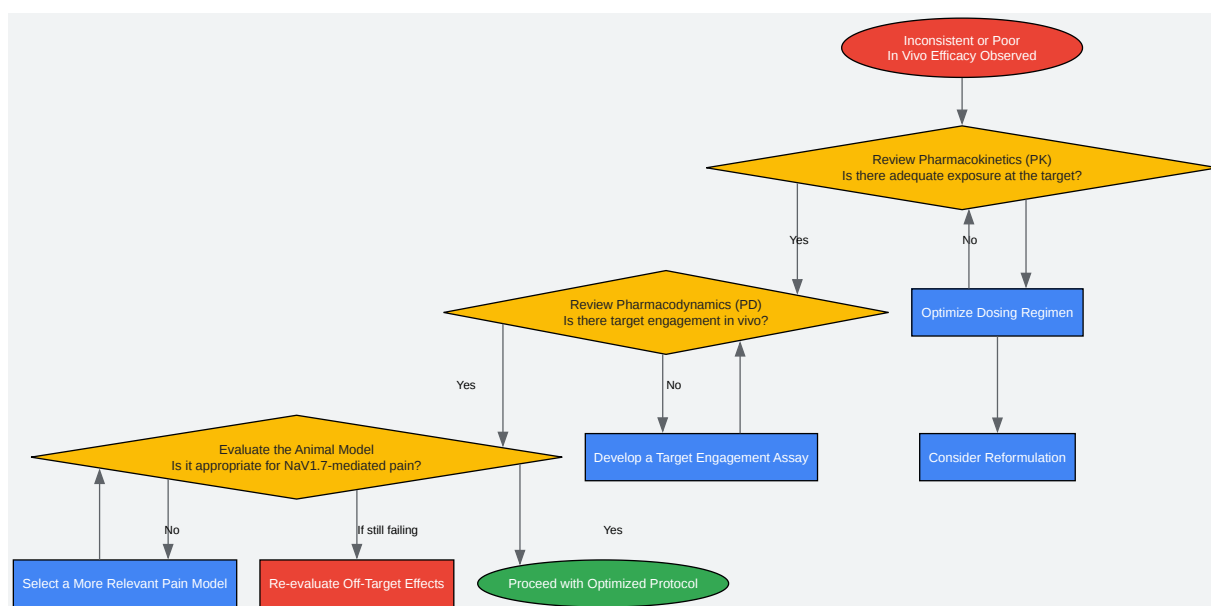 Inconsistent or Poor
In Vivo Efficacy Observed
Review Pharmacokinetics (PK)
Is there adequate exposure at the target?
Yes
No
Review Pharmacodynamics (PD)
Is there target engagement in vivo?
Optimize Dosing Regimen
Yes
No
Evaluate the Animal Model
Is it appropriate for NaV1.7-mediated pain?
Develop a Target Engagement Assay
Consider Reformulation
No
If still failing
Yes
Select a More Relevant Pain Model
Re-evaluate Off-Target Effects
Proceed with Optimized Protocol